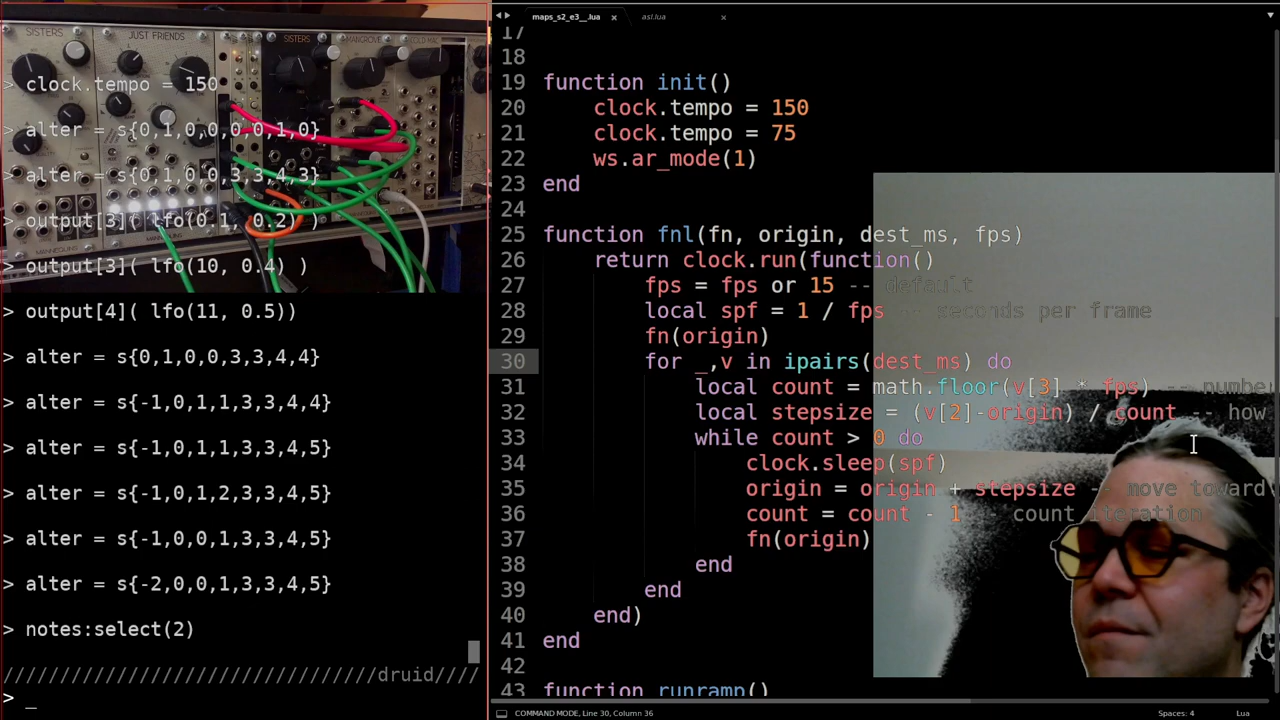 SISTERS
JUST FRIENDS
SISTERS
MANGROVE
COLD MAC
> clock.tempo = 150
> alter = s{0,1,0,0,0,0,1,0}
> alter = s{0,1,0,0,3,3,4,3}
> output[3]( lfo(0.1, 0.2) )
MANNEQUINS
> output[3]( lfo(10, 0.4) )
> output[4]( lfo(11, 0.5))
> alter = s{0,1,0,0,3,3,4,4}
> alter = s{-1,0,1,1,3,3,4,4}
> alter = s{-1,0,1,1,3,3,4,5}
> alter = s{-1,0,1,2,3,3,4,5}
> alter = s{-1,0,0,1,3,3,4,5}
> alter = s{-2,0,0,1,3,3,4,5}
> notes:select(2)
////////////////////////////////druid////
> _
maps_s2_e3__.lua ×
asl.lua ×
17
18
19 function init()
20 clock.tempo = 150
21 clock.tempo = 75
22 ws.ar_mode(1)
23 end
24
25 function fnl(fn, origin, dest_ms, fps)
26 return clock.run(function()
27 fps = fps or 15 -- default
28 local spf = 1 / fps -- seconds per frame
29 fn(origin)
30 for _,v in ipairs(dest_ms) do
31 local count = math.floor(v[3] * fps) -- numbe
32 local stepsize = (v[2]-origin) / count -- how
33 while count > 0 do
34 clock.sleep(spf)
35 origin = origin + stepsize -- move toward
36 count = count - 1 -- count iteration
37 fn(origin)
38 end
39 end
40 end)
41 end
42
43 function runramp()
COMMAND MODE, Line 30, Column 36
Spaces: 4
Lua